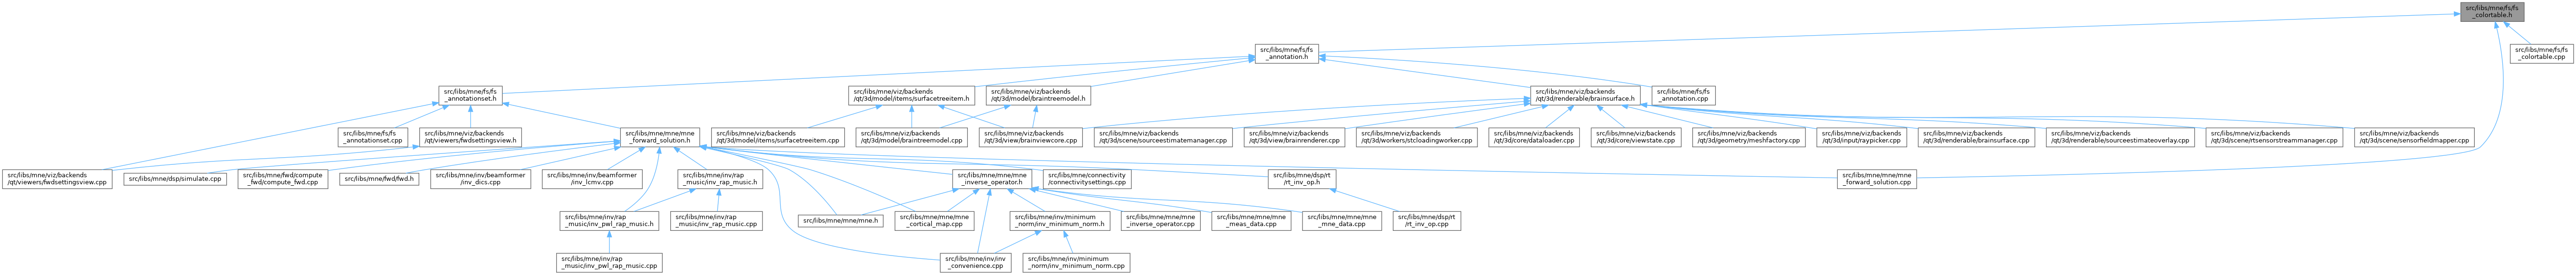 src/libs/mne/fs/fs
_colortable.h
src/libs/mne/fs/fs
_annotation.h
src/libs/mne/fs/fs
_colortable.cpp
src/libs/mne/fs/fs
_annotationset.h
src/libs/mne/viz/backends
/qt/3d/model/items/surfacetreeitem.h
src/libs/mne/viz/backends
/qt/3d/model/braintreemodel.h
src/libs/mne/viz/backends
/qt/3d/renderable/brainsurface.h
src/libs/mne/fs/fs
_annotation.cpp
src/libs/mne/fs/fs
_annotationset.cpp
src/libs/mne/viz/backends
/qt/viewers/fwdsettingsview.h
src/libs/mne/mne/mne
_forward_solution.h
src/libs/mne/viz/backends
/qt/3d/model/items/surfacetreeitem.cpp
src/libs/mne/viz/backends
/qt/3d/model/braintreemodel.cpp
src/libs/mne/viz/backends
/qt/3d/view/brainviewcore.cpp
src/libs/mne/viz/backends
/qt/3d/scene/sourceestimatemanager.cpp
src/libs/mne/viz/backends
/qt/3d/view/brainrenderer.cpp
src/libs/mne/viz/backends
/qt/3d/workers/stcloadingworker.cpp
src/libs/mne/viz/backends
/qt/3d/core/dataloader.cpp
src/libs/mne/viz/backends
/qt/3d/core/viewstate.cpp
src/libs/mne/viz/backends
/qt/3d/geometry/meshfactory.cpp
src/libs/mne/viz/backends
/qt/3d/input/raypicker.cpp
src/libs/mne/viz/backends
/qt/3d/renderable/brainsurface.cpp
src/libs/mne/viz/backends
/qt/3d/renderable/sourceestimateoverlay.cpp
src/libs/mne/viz/backends
/qt/3d/scene/rtsensorstreammanager.cpp
src/libs/mne/viz/backends
/qt/3d/scene/sensorfieldmapper.cpp
src/libs/mne/viz/backends
/qt/viewers/fwdsettingsview.cpp
src/libs/mne/dsp/simulate.cpp
src/libs/mne/fwd/compute
_fwd/compute_fwd.cpp
src/libs/mne/fwd/fwd.h
src/libs/mne/inv/beamformer
/inv_dics.cpp
src/libs/mne/inv/beamformer
/inv_lcmv.cpp
src/libs/mne/inv/rap
_music/inv_rap_music.h
src/libs/mne/mne/mne
_inverse_operator.h
src/libs/mne/connectivity
/connectivitysettings.cpp
src/libs/mne/dsp/rt
/rt_inv_op.h
src/libs/mne/mne/mne
_forward_solution.cpp
src/libs/mne/inv/rap
_music/inv_pwl_rap_music.h
src/libs/mne/inv/rap
_music/inv_rap_music.cpp
src/libs/mne/mne/mne.h
src/libs/mne/mne/mne
_cortical_map.cpp
src/libs/mne/inv/minimum
_norm/inv_minimum_norm.h
src/libs/mne/mne/mne
_inverse_operator.cpp
src/libs/mne/mne/mne
_meas_data.cpp
src/libs/mne/mne/mne
_mne_data.cpp
src/libs/mne/dsp/rt
/rt_inv_op.cpp
src/libs/mne/inv/rap
_music/inv_pwl_rap_music.cpp
src/libs/mne/inv/inv
_convenience.cpp
src/libs/mne/inv/minimum
_norm/inv_minimum_norm.cpp